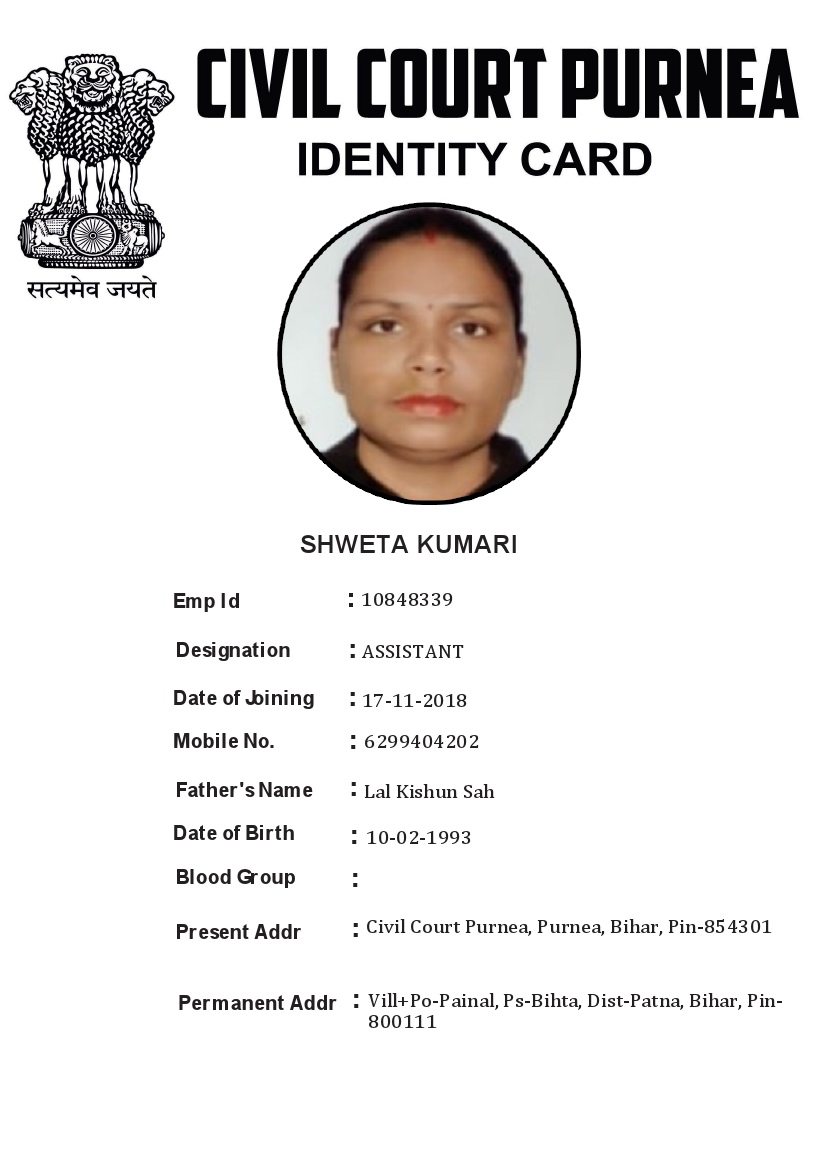 CIVIL COURT PURNEA
IDENTITY CARD
सत्यमेव जयते
SHWETA KUMARI
Emp Id : 10848339
Designation : ASSISTANT
Date of Joining : 17-11-2018
Mobile No. : 6299404202
Father's Name : Lal Kishun Sah
Date of Birth : 10-02-1993
Blood Group :
Present Addr : Civil Court Purnea, Purnea, Bihar, Pin-854301
Permanent Addr : Vill+Po-Painal, Ps-Bihta, Dist-Patna, Bihar, Pin-
800111